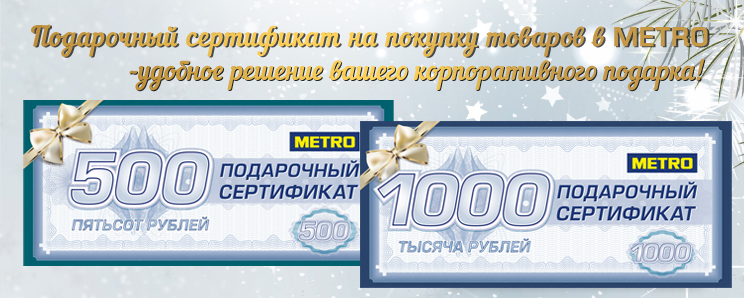 Подарочный сертификат на покупку товаров в METRO
-удобное решение вашего корпоративного подарка!
METRO
500
ПОДАРОЧНЫЙ
СЕРТИФИКАТ
ПЯТЬСОТ РУБЛЕЙ
500
METRO
1000
ПОДАРОЧНЫЙ
СЕРТИФИКАТ
ТЫСЯЧА РУБЛЕЙ
1000